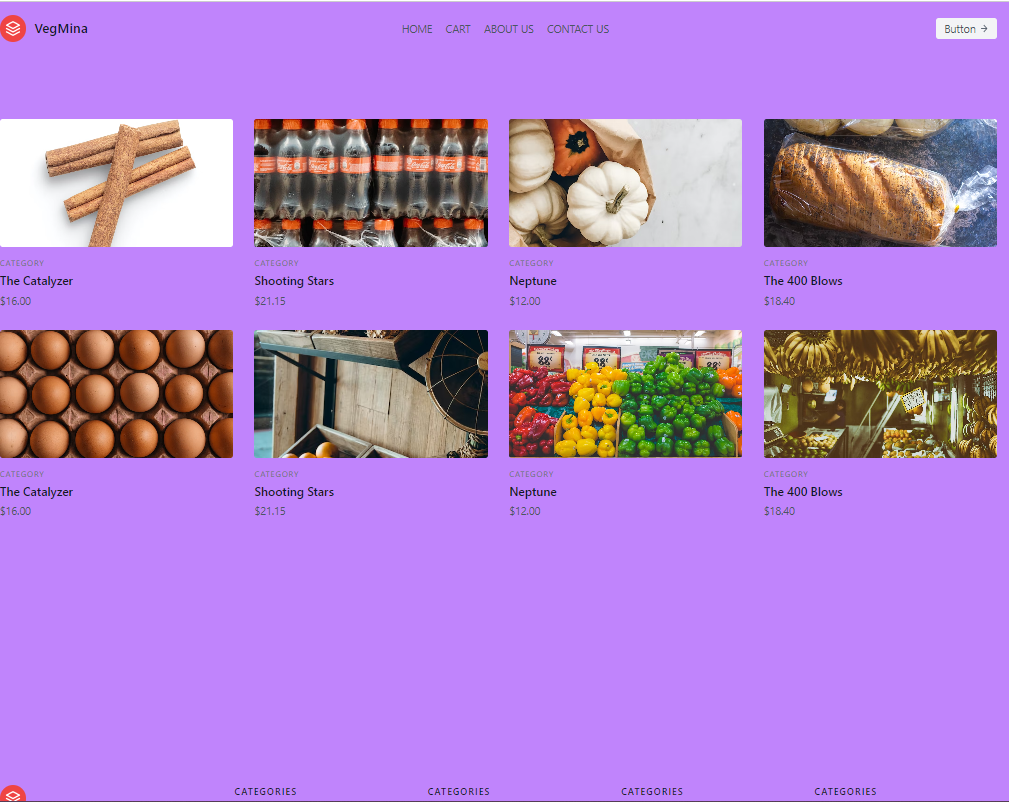 VegMina
HOME CART ABOUT US CONTACT US
Button →
CATEGORY
The Catalyzer
$16.00
CATEGORY
Shooting Stars
$21.15
CATEGORY
Neptune
$12.00
CATEGORY
The 400 Blows
$18.40
CATEGORY
The Catalyzer
$16.00
CATEGORY
Shooting Stars
$21.15
CATEGORY
Neptune
$12.00
CATEGORY
The 400 Blows
$18.40
CATEGORIES
CATEGORIES
CATEGORIES
CATEGORIES